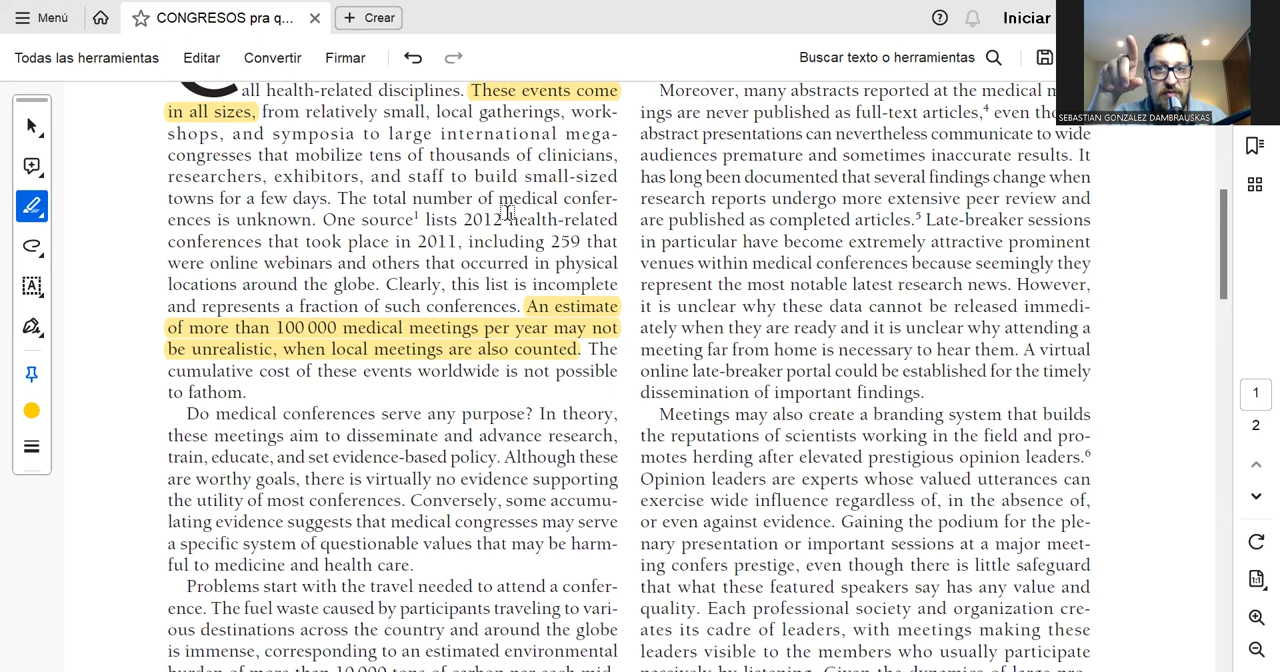 Menú
CONGRESOS pra q...
Crear
Iniciar
Todas las herramientas
Editar
Convertir
Firmar
Buscar texto o herramientas
SEBASTIAN GONZALEZ DAMBRAUSKAS
all health-related disciplines. These events come
in all sizes, from relatively small, local gatherings, work-
shops, and symposia to large international mega-
congresses that mobilize tens of thousands of clinicians,
researchers, exhibitors, and staff to build small-sized
towns for a few days. The total number of medical confer-
ences is unknown. One source1 lists 2012 health-related
conferences that took place in 2011, including 259 that
were online webinars and others that occurred in physical
locations around the globe. Clearly, this list is incomplete
and represents a fraction of such conferences. An estimate
of more than 100 000 medical meetings per year may not
be unrealistic, when local meetings are also counted. The
cumulative cost of these events worldwide is not possible
to fathom.
Do medical conferences serve any purpose? In theory,
these meetings aim to disseminate and advance research,
train, educate, and set evidence-based policy. Although these
are worthy goals, there is virtually no evidence supporting
the utility of most conferences. Conversely, some accumu-
lating evidence suggests that medical congresses may serve
a specific system of questionable values that may be harm-
ful to medicine and health care.
Problems start with the travel needed to attend a confer-
ence. The fuel waste caused by participants traveling to vari-
ous destinations across the country and around the globe
is immense, corresponding to an estimated environmental
burden of more than 10 000 tons of carbon per each mid-
Moreover, many abstracts reported at the medical
ings are never published as full-text articles,4 even
abstract presentations can nevertheless communicate to wide
audiences premature and sometimes inaccurate results. It
has long been documented that several findings change when
research reports undergo more extensive peer review and
are published as completed articles.5 Late-breaker sessions
in particular have become extremely attractive prominent
venues within medical conferences because seemingly they
represent the most notable latest research news. However,
it is unclear why these data cannot be released immedi-
ately when they are ready and it is unclear why attending a
meeting far from home is necessary to hear them. A virtual
online late-breaker portal could be established for the timely
dissemination of important findings.
Meetings may also create a branding system that builds
the reputations of scientists working in the field and pro-
motes herding after elevated prestigious opinion leaders.6
Opinion leaders are experts whose valued utterances can
exercise wide influence regardless of, in the absence of,
or even against evidence. Gaining the podium for the ple-
nary presentation or important sessions at a major meet-
ing confers prestige, even though there is little safeguard
that what these featured speakers say has any value and
quality. Each professional society and organization cre-
ates its cadre of leaders, with meetings making these
leaders visible to the members who usually participate
passively by listening. Given the dynamics of large pro-
1
2